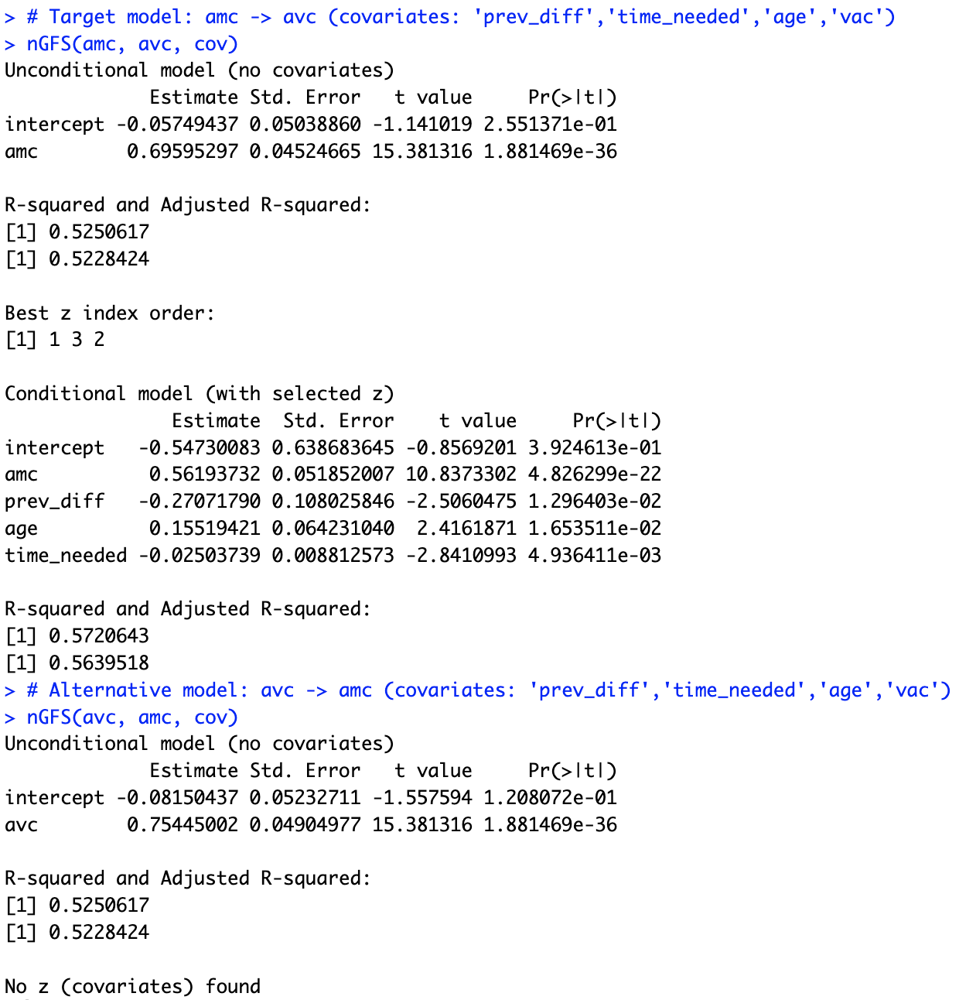 > # Target model: amc -> avc (covariates: 'prev_diff','time_needed','age','vac')
> nGFS(amc, avc, cov)
Unconditional model (no covariates)
Estimate Std. Error t value Pr(>|t|)
intercept -0.05749437 0.05038860 -1.141019 2.551371e-01
amc 0.69595297 0.04524665 15.381316 1.881469e-36
R-squared and Adjusted R-squared:
[1] 0.5250617
[1] 0.5228424
Best z index order:
[1] 1 3 2
Conditional model (with selected z)
Estimate Std. Error t value Pr(>|t|)
intercept -0.54730083 0.638683645 -0.8569201 3.924613e-01
amc 0.56193732 0.051852007 10.8373302 4.826299e-22
prev_diff -0.27071790 0.108025846 -2.5060475 1.296403e-02
age 0.15519421 0.064231040 2.4161871 1.653511e-02
time_needed -0.02503739 0.008812573 -2.8410993 4.936411e-03
R-squared and Adjusted R-squared:
[1] 0.5720643
[1] 0.5639518
> # Alternative model: avc -> amc (covariates: 'prev_diff','time_needed','age','vac')
> nGFS(avc, amc, cov)
Unconditional model (no covariates)
Estimate Std. Error t value Pr(>|t|)
intercept -0.08150437 0.05232711 -1.557594 1.208072e-01
avc 0.75445002 0.04904977 15.381316 1.881469e-36
R-squared and Adjusted R-squared:
[1] 0.5250617
[1] 0.5228424
No z (covariates) found